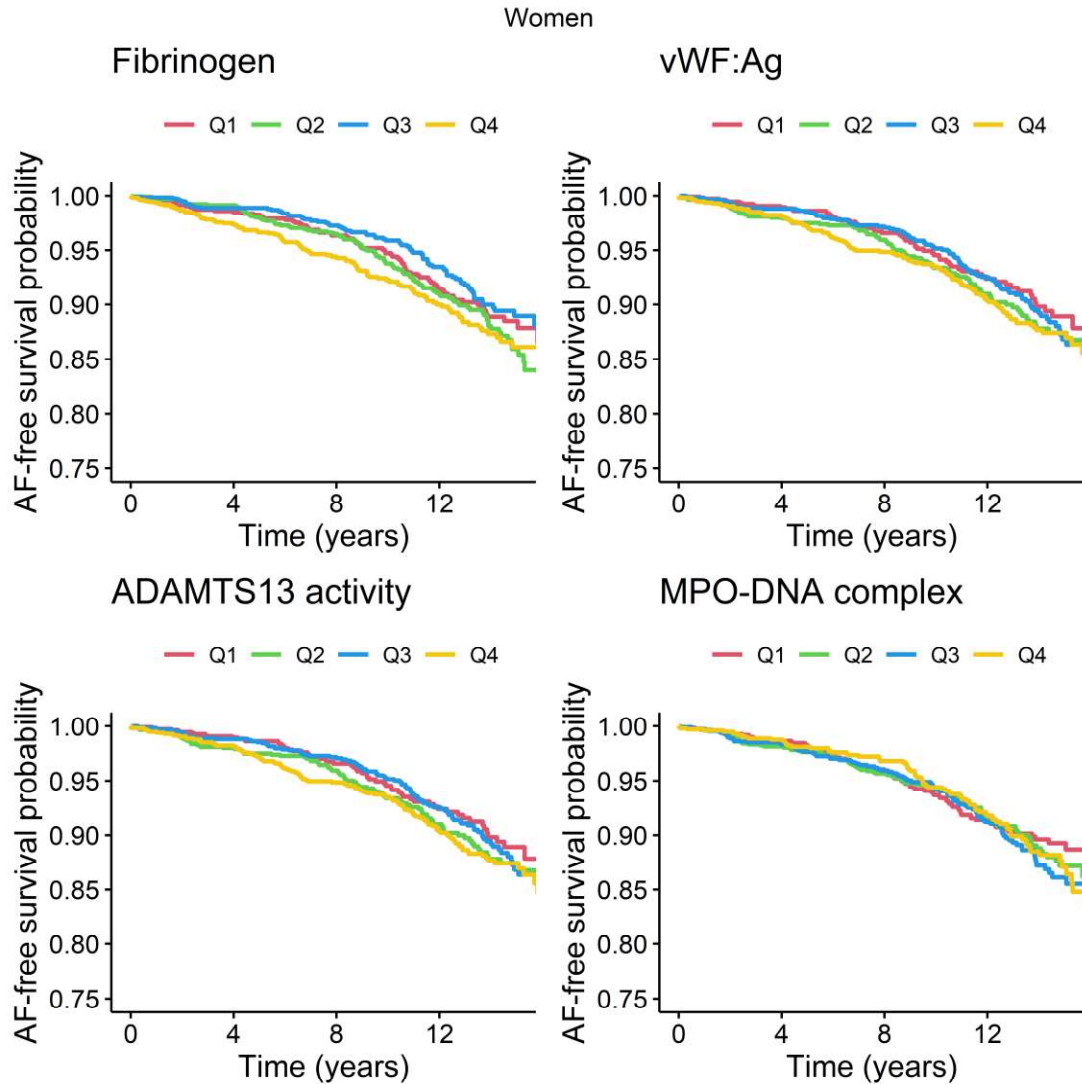 Women
Fibrinogen
Q1 Q2 Q3 Q4
AF-free survival probability
1.00
0.95
0.90
0.85
0.80
0.75
0 4 8 12
Time (years)
vWF:Ag
Q1 Q2 Q3 Q4
AF-free survival probability
1.00
0.95
0.90
0.85
0.80
0.75
0 4 8 12
Time (years)
ADAMTS13 activity
Q1 Q2 Q3 Q4
AF-free survival probability
1.00
0.95
0.90
0.85
0.80
0.75
0 4 8 12
Time (years)
MPO-DNA complex
Q1 Q2 Q3 Q4
AF-free survival probability
1.00
0.95
0.90
0.85
0.80
0.75
0 4 8 12
Time (years)